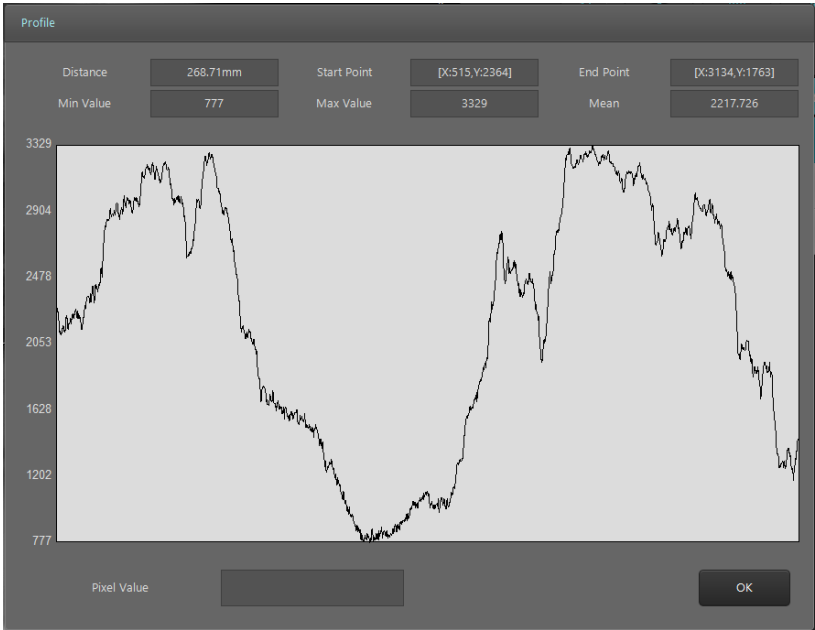 Profile
Distance 268.71mm Start Point [X:515,Y:2364] End Point [X:3134,Y:1763]
Min Value 777 Max Value 3329 Mean 2217.726
3329
2904
2478
2053
1628
1202
777
Pixel Value OK